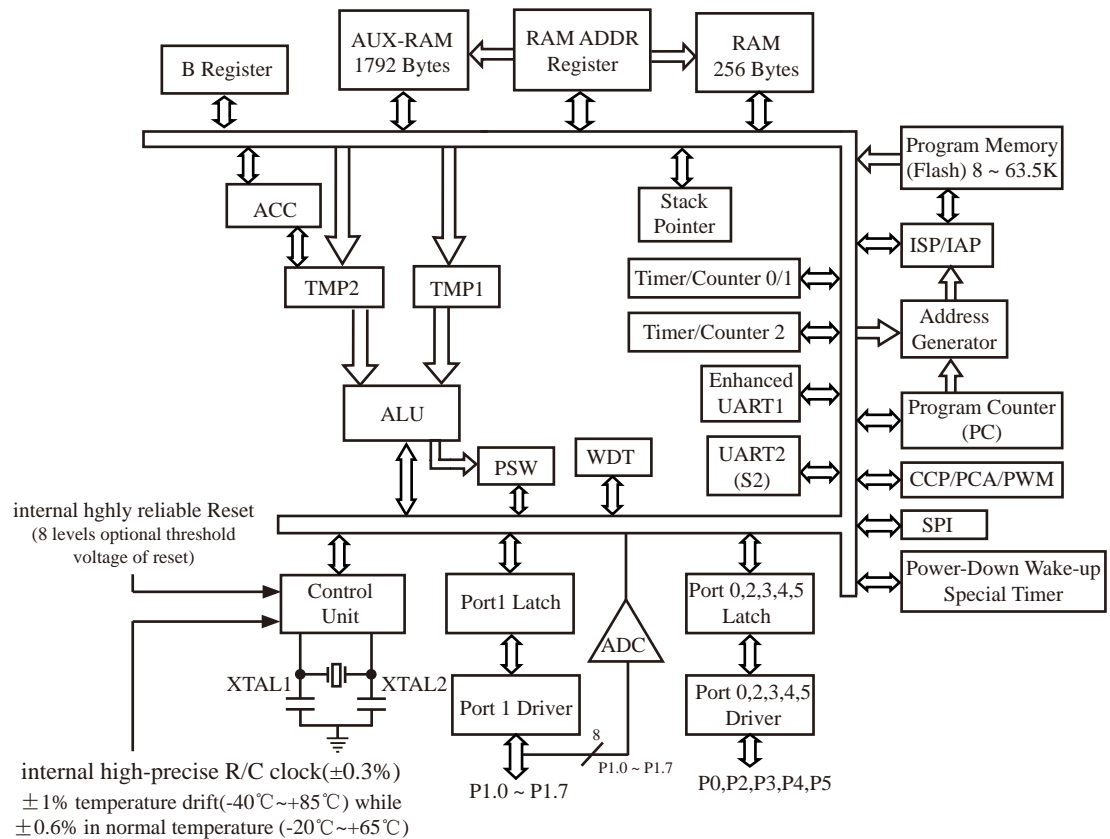 B Register
AUX-RAM
1792 Bytes
RAM ADDR
Register
RAM
256 Bytes
Program Memory
(Flash) 8 ~ 63.5K
ACC
Stack
Pointer
ISP/IAP
TMP2
TMP1
Timer/Counter 0/1
Timer/Counter 2
Address
Generator
ALU
Enhanced
UART1
Program Counter
(PC)
PSW
WDT
UART2
(S2)
CCP/PCA/PWM
SPI
Power-Down Wake-up
Special Timer
internal hghly reliable Reset
(8 levels optional threshold
voltage of reset)
Control
Unit
Port1 Latch
ADC
Port 0,2,3,4,5
Latch
XTAL1
XTAL2
Port 1 Driver
Port 0,2,3,4,5
Driver
8
P1.0 ~ P1.7
P1.0 ~ P1.7
P0,P2,P3,P4,P5
internal high-precise R/C clock(±0.3%)
±1% temperature drift(-40℃~+85℃) while
±0.6% in normal temperature (-20℃~+65℃)